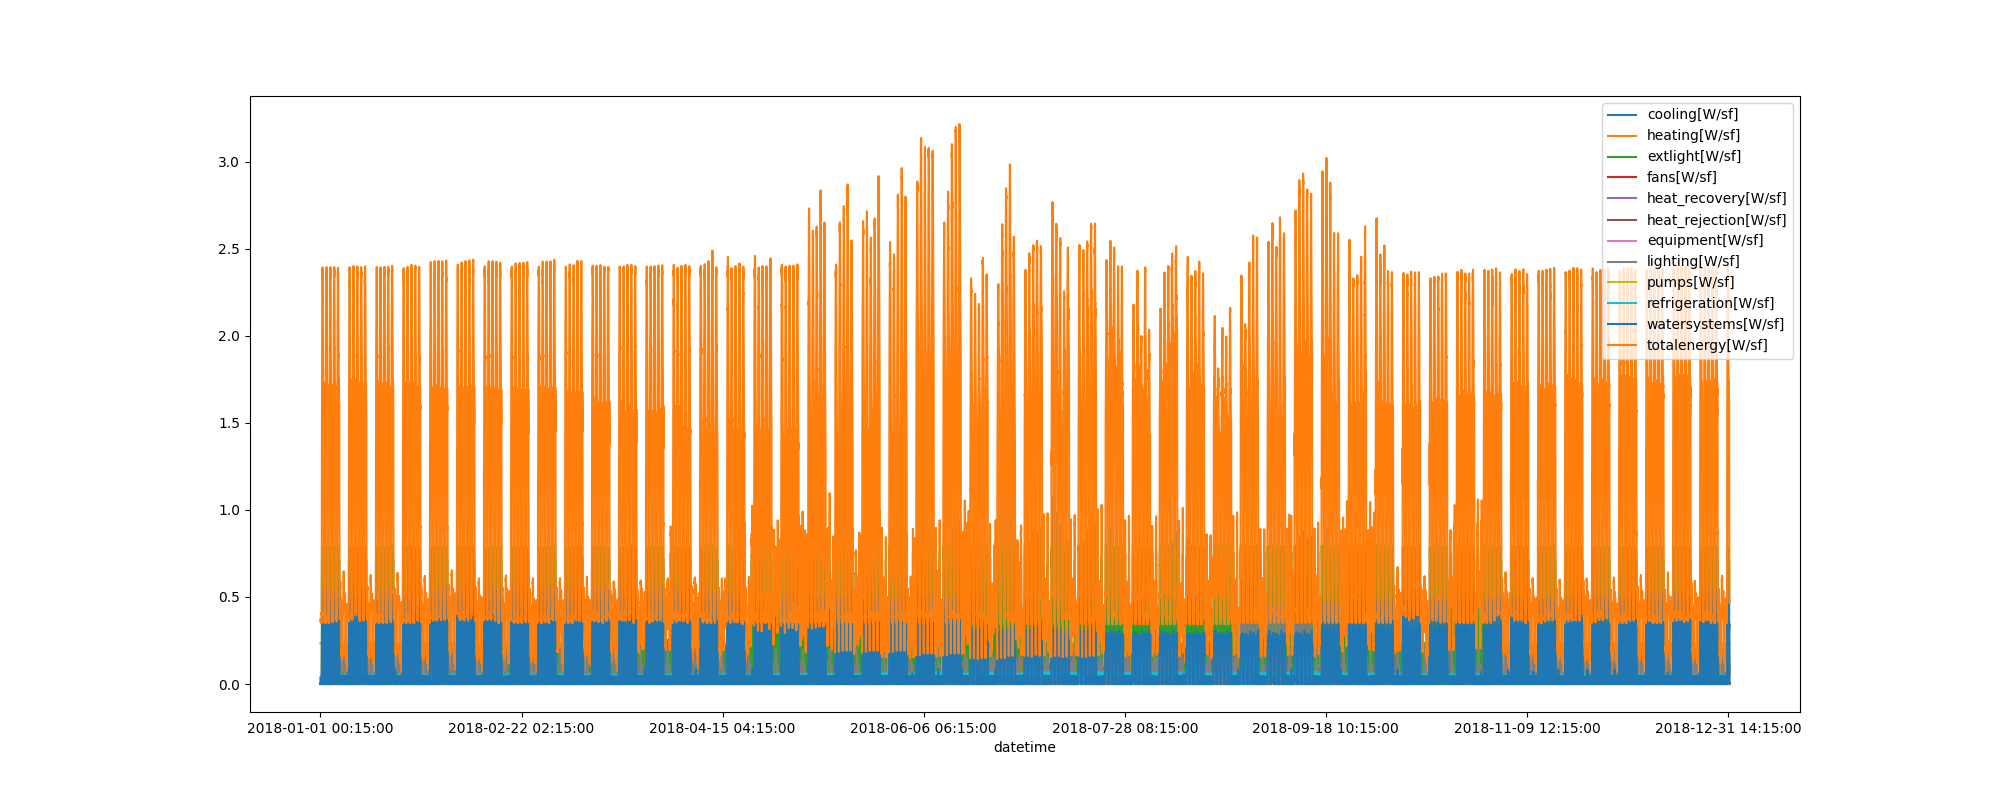 3.0
2.5
2.0
1.5
1.0
0.5
0.0
cooling[W/sf]
heating[W/sf]
extlight[W/sf]
fans[W/sf]
heat_recovery[W/sf]
heat_rejection[W/sf]
equipment[W/sf]
lighting[W/sf]
pumps[W/sf]
refrigeration[W/sf]
watersystems[W/sf]
totalenergy[W/sf]
2018-01-01 00:15:00 2018-02-22 02:15:00 2018-04-15 04:15:00 2018-06-06 06:15:00 2018-07-28 08:15:00 2018-09-18 10:15:00 2018-11-09 12:15:00 2018-12-31 14:15:00
datetime